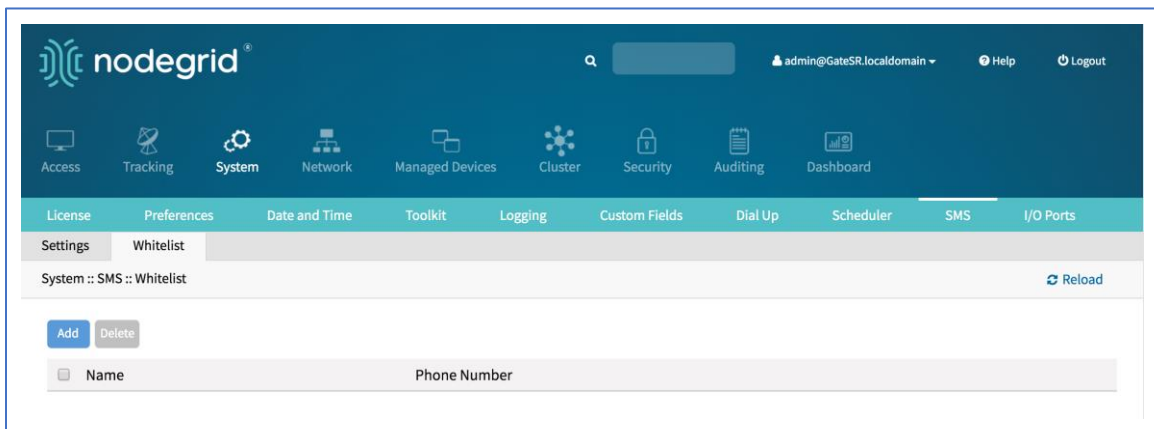 nodegrid®
admin@GateSR.localdomain Help Logout
Access Tracking System Network Managed Devices Cluster Security Auditing Dashboard
License Preferences Date and Time Toolkit Logging Custom Fields Dial Up Scheduler SMS I/O Ports
Settings Whitelist
System :: SMS :: Whitelist Reload
Add Delete
Name Phone Number